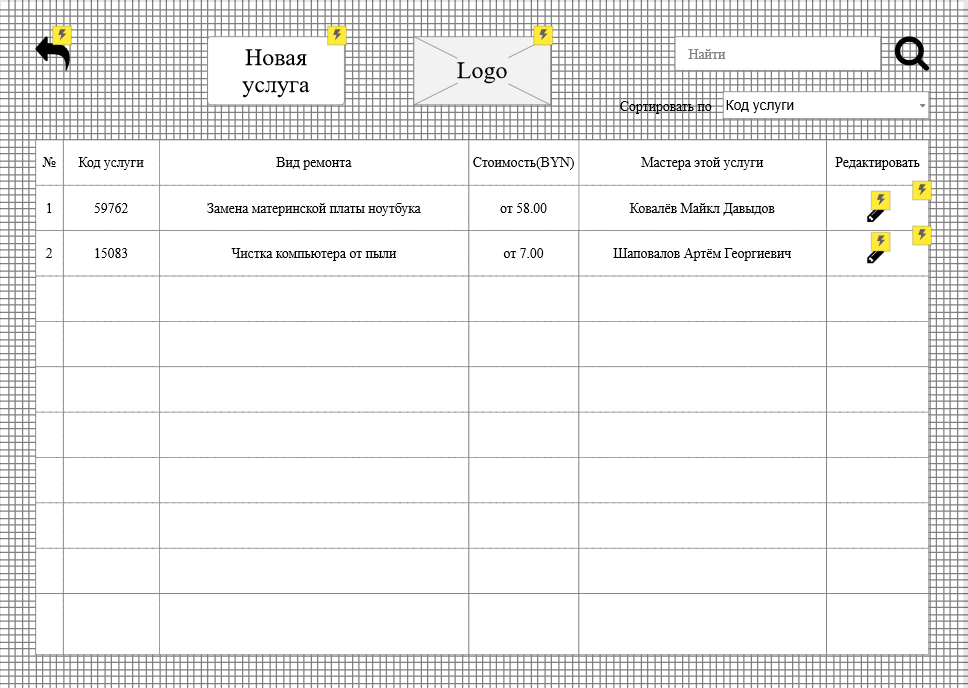 Новая
услуга
Logo
Найти
Сортировать по Код услуги
№ Код услуги Вид ремонта Стоимость(BYN) Мастера этой услуги Редактировать
1 59762 Замена материнской платы ноутбука от 58.00 Ковалёв Майкл Давыдов
2 15083 Чистка компьютера от пыли от 7.00 Шаповалов Артём Георгиевич